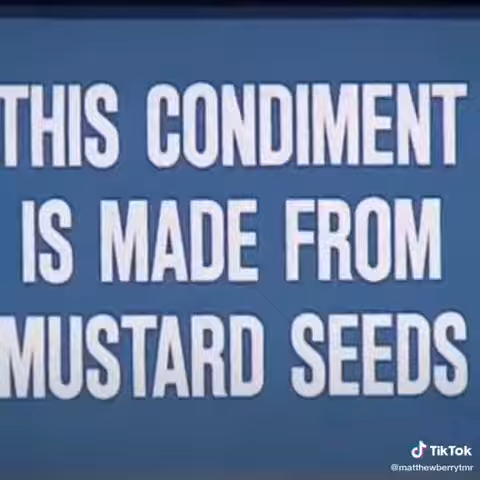 THIS CONDIMENT
IS MADE FROM
MUSTARD SEEDS
TikTok
@matthewberrytmr